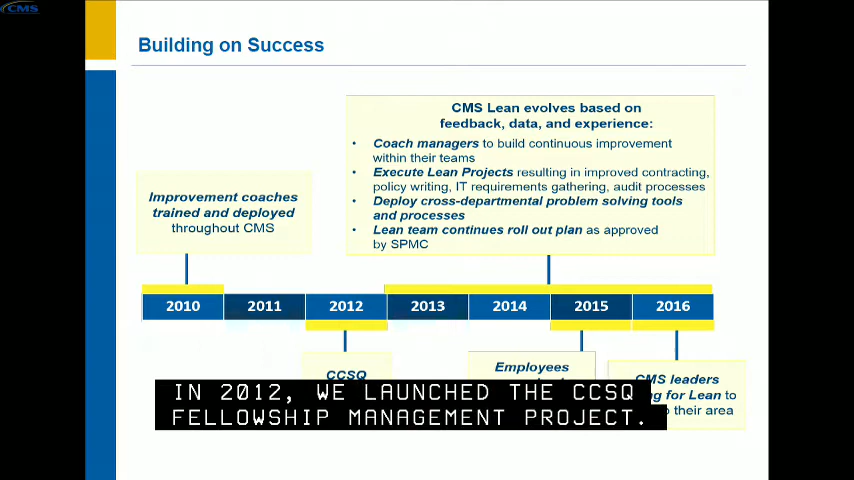 CMS
Building on Success
CMS Lean evolves based on
feedback, data, and experience:
• Coach managers to build continuous improvement
within their teams
• Execute Lean Projects resulting in improved contracting,
policy writing, IT requirements gathering, audit processes
• Deploy cross-departmental problem solving tools
and processes
• Lean team continues roll out plan as approved
by SPMC
Improvement coaches
trained and deployed
throughout CMS
2010 2011 2012 2013 2014 2015 2016
CCSQ
Employees
CMS leaders
for Lean to
their area
IN 2012, WE LAUNCHED THE CCSQ
FELLOWSHIP MANAGEMENT PROJECT.